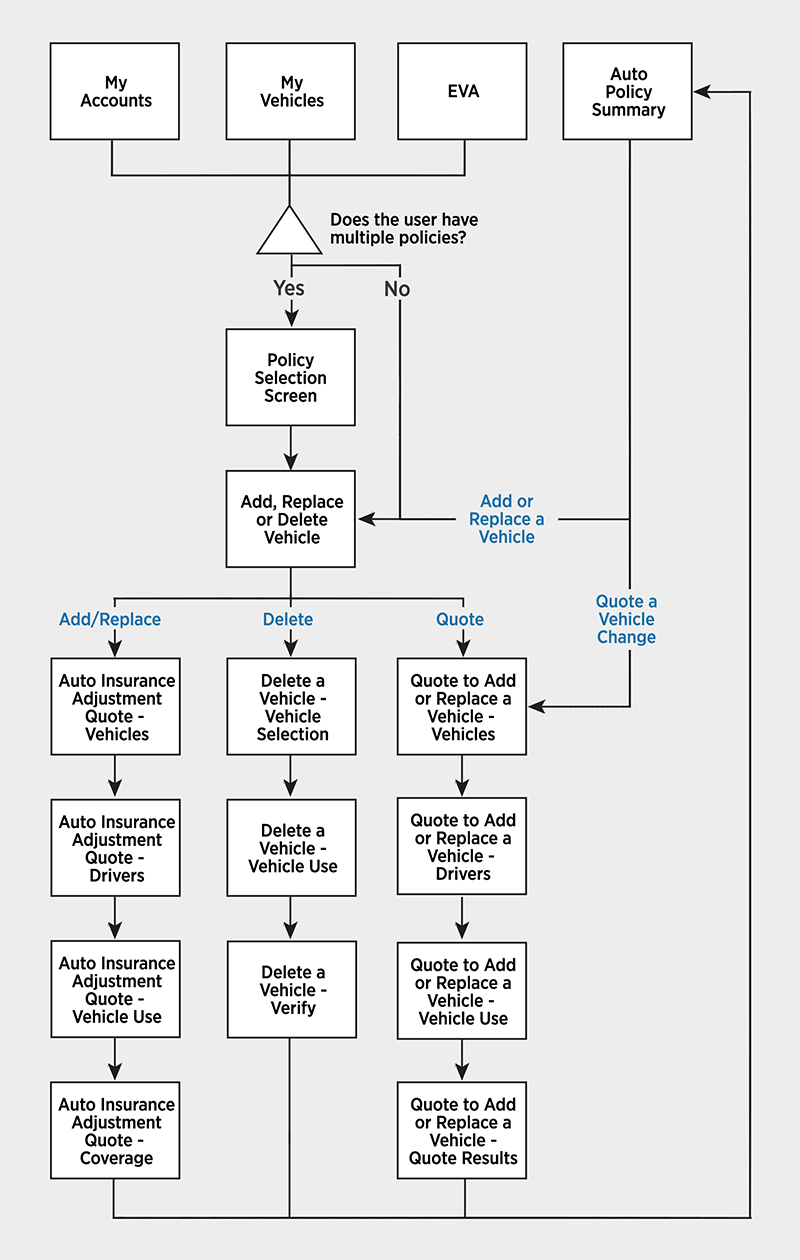 My
Accounts
My
Vehicles
EVA
Auto
Policy
Summary
Does the user have
multiple policies?
Yes
No
Policy
Selection
Screen
Add, Replace
or Delete
Vehicle
Add or
Replace a
Vehicle
Quote a
Vehicle
Change
Add/Replace
Delete
Quote
Auto Insurance
Adjustment
Quote -
Vehicles
Delete a
Vehicle -
Vehicle
Selection
Quote to Add
or Replace a
Vehicle -
Vehicles
Auto Insurance
Adjustment
Quote -
Drivers
Delete a
Vehicle -
Vehicle Use
Quote to Add
or Replace a
Vehicle -
Drivers
Auto Insurance
Adjustment
Quote -
Vehicle Use
Delete a
Vehicle -
Verify
Quote to Add
or Replace a
Vehicle -
Vehicle Use
Auto Insurance
Adjustment
Quote -
Coverage
Quote to Add
or Replace a
Vehicle -
Quote Results